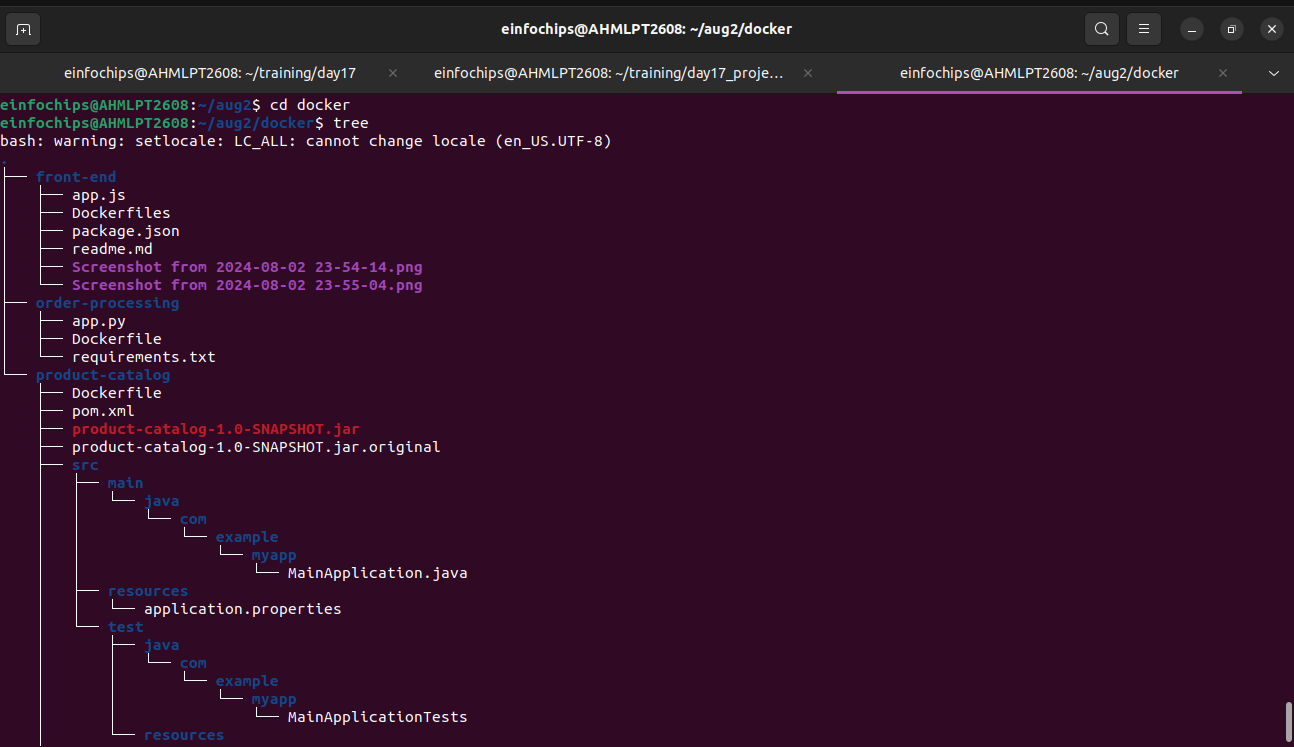 einfochips@AHMLPT2608: ~/aug2/docker
einfochips@AHMLPT2608: ~/training/day17
einfochips@AHMLPT2608: ~/training/day17_proje…
einfochips@AHMLPT2608: ~/aug2/docker
einfochips@AHMLPT2608:~/aug2$ cd docker
einfochips@AHMLPT2608:~/aug2/docker$ tree
bash: warning: setlocale: LC_ALL: cannot change locale (en_US.UTF-8)
.
├── front-end
│   ├── app.js
│   ├── Dockerfiles
│   ├── package.json
│   ├── readme.md
│   ├── Screenshot from 2024-08-02 23-54-14.png
│   └── Screenshot from 2024-08-02 23-55-04.png
├── order-processing
│   ├── app.py
│   ├── Dockerfile
│   └── requirements.txt
└── product-catalog
    ├── Dockerfile
    ├── pom.xml
    ├── product-catalog-1.0-SNAPSHOT.jar
    ├── product-catalog-1.0-SNAPSHOT.jar.original
    ├── src
    │   ├── main
    │   │   └── java
    │   │       └── com
    │   │           └── example
    │   │               └── myapp
    │   │                   └── MainApplication.java
    │   ├── resources
    │   │   └── application.properties
    │   └── test
    │       ├── java
    │       │   └── com
    │       │       └── example
    │       │           └── myapp
    │       │               └── MainApplicationTests
    │       └── resources